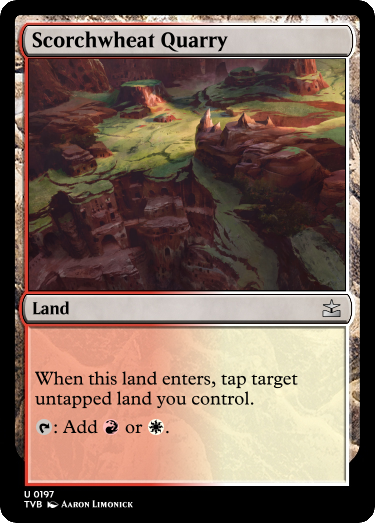 Scorchwheat Quarry
Land
When this land enters, tap target
untapped land you control.
: Add or .
U 0197
TVB Aaron Limonick